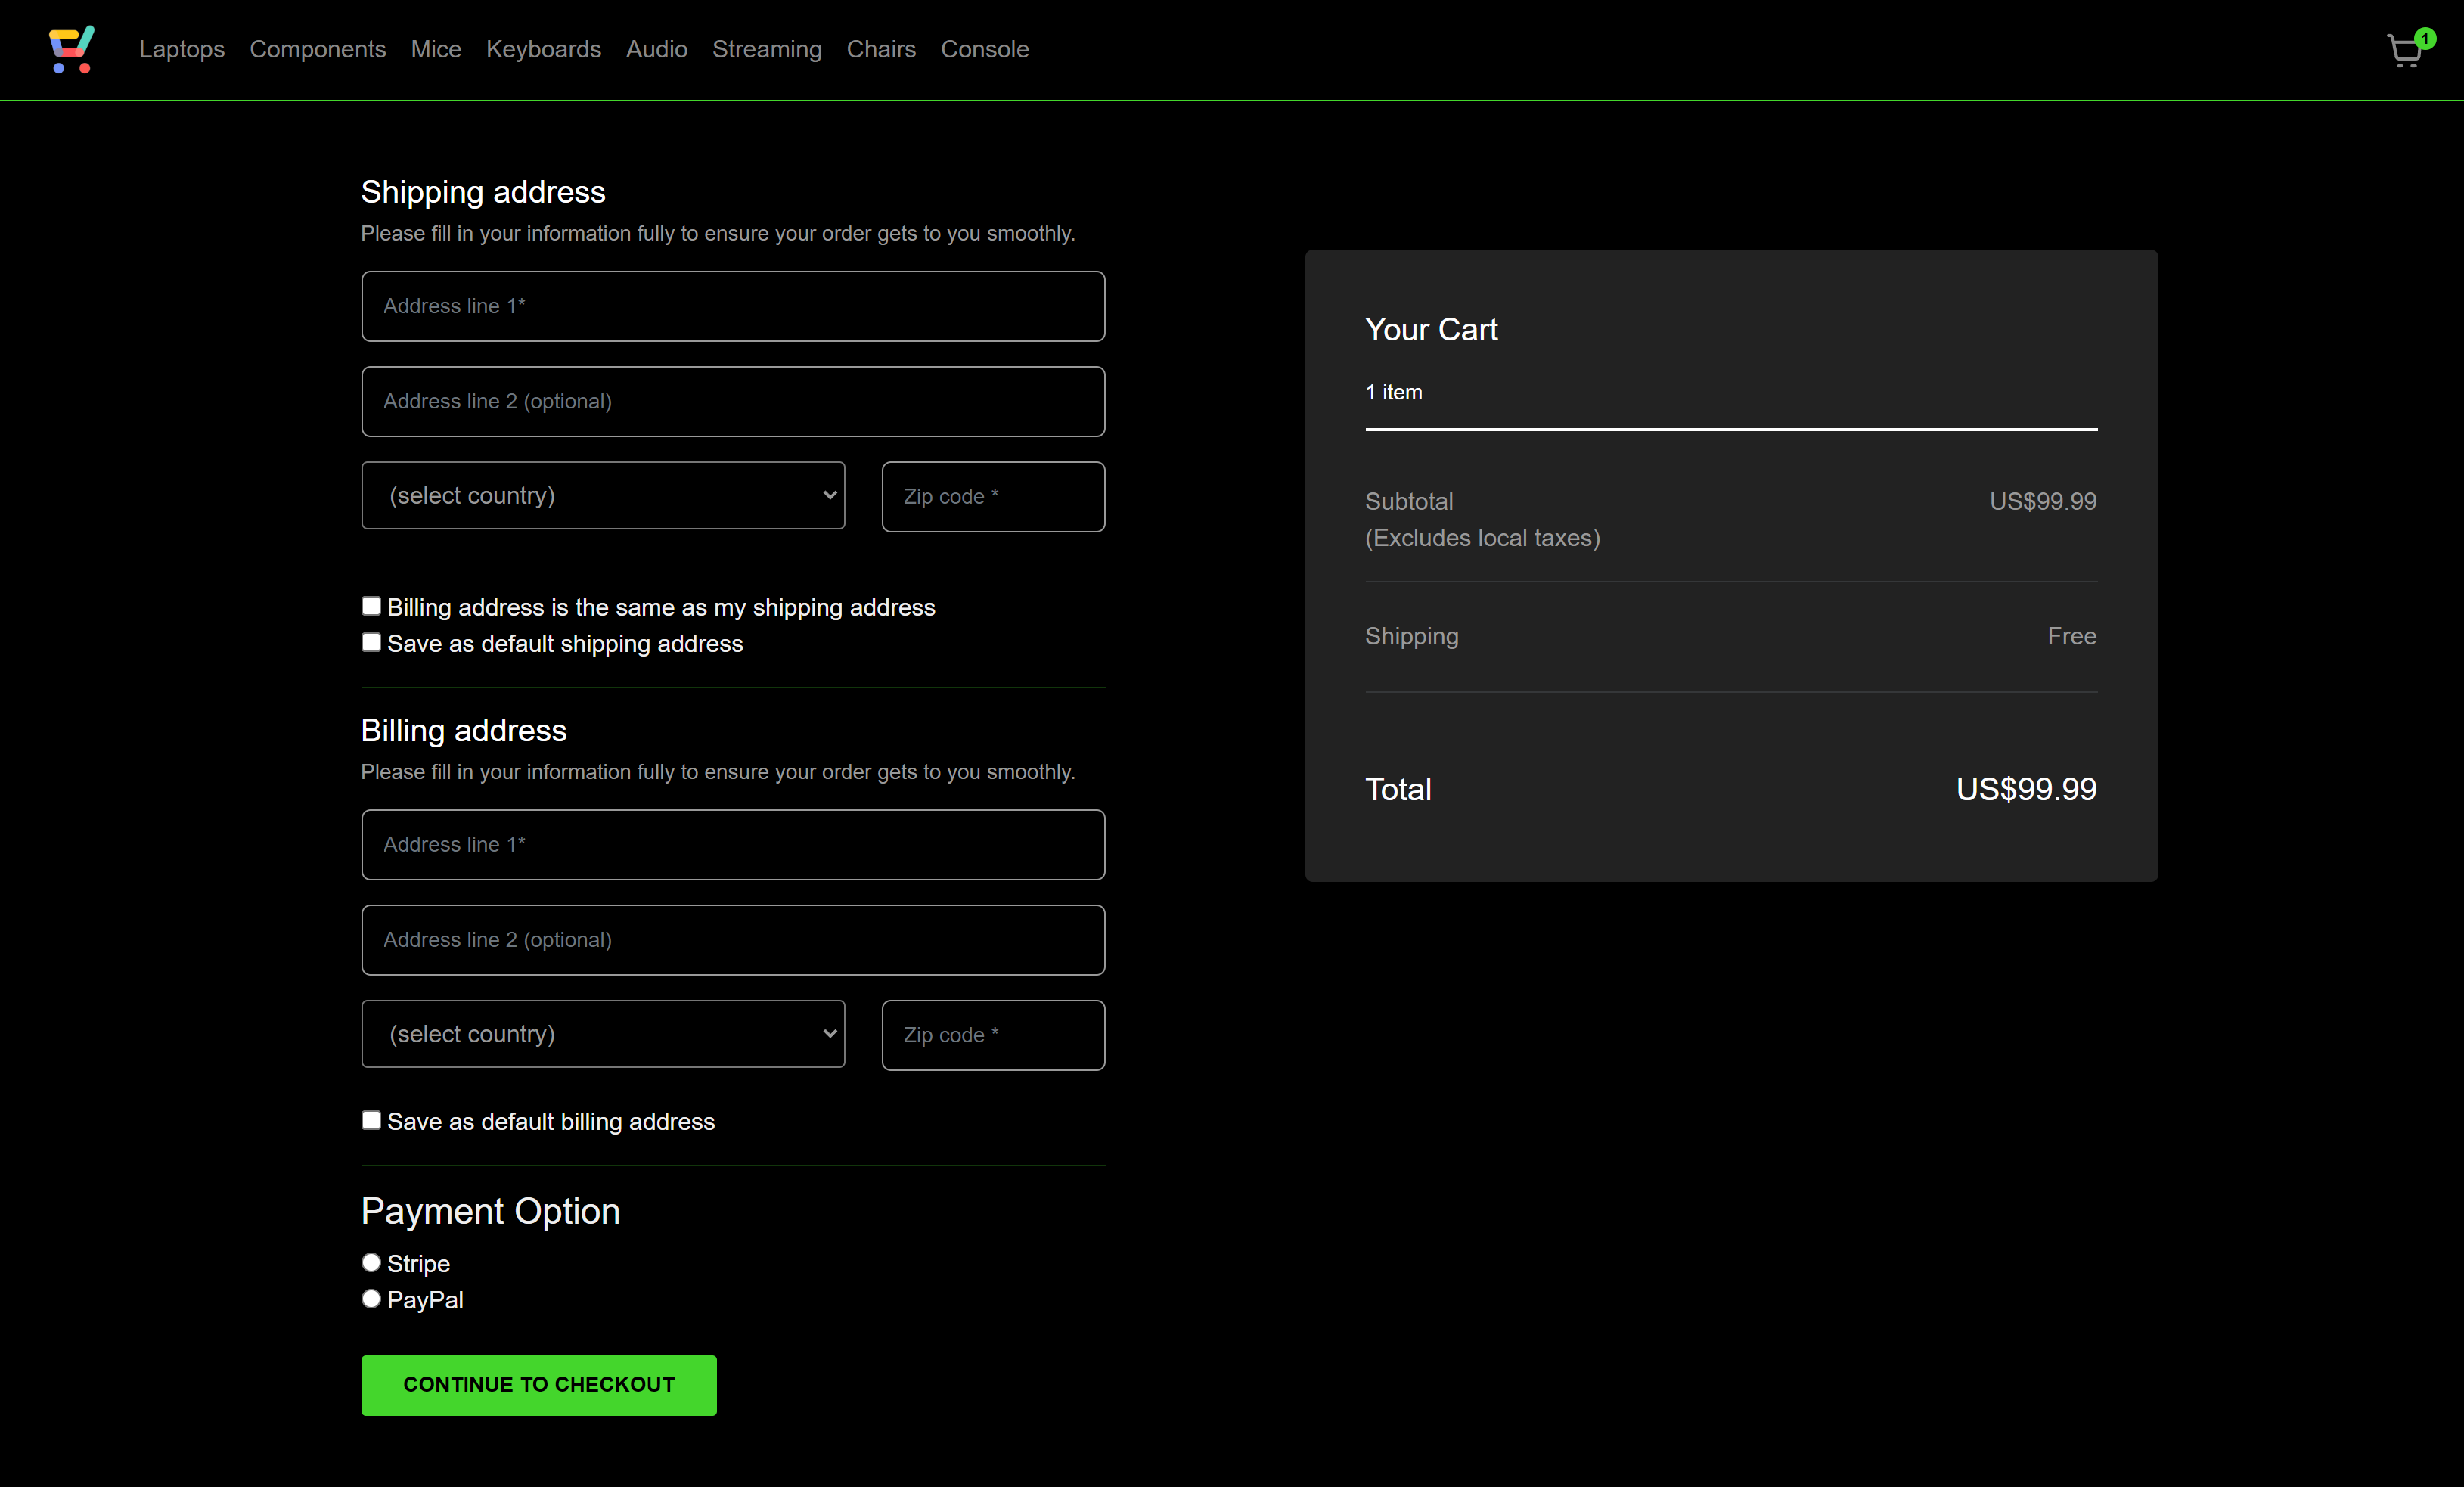 Laptops Components Mice Keyboards Audio Streaming Chairs Console
1
Shipping address
Please fill in your information fully to ensure your order gets to you smoothly.
Address line 1*
Address line 2 (optional)
(select country)
Zip code *
Billing address is the same as my shipping address
Save as default shipping address
Billing address
Please fill in your information fully to ensure your order gets to you smoothly.
Address line 1*
Address line 2 (optional)
(select country)
Zip code *
Save as default billing address
Payment Option
Stripe
PayPal
CONTINUE TO CHECKOUT
Your Cart
1 item
Subtotal US$99.99
(Excludes local taxes)
Shipping Free
Total US$99.99